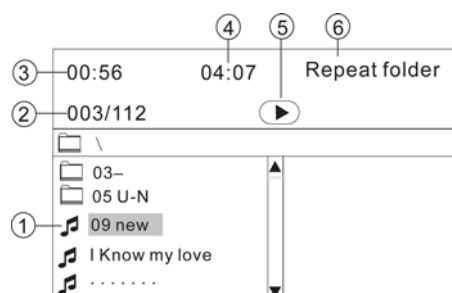 ④ ⑤ ⑥
③ 00:56 04:07 Repeat folder
② 003/112
\
03–
05 U-N
① 09 new
I Know my love
. . . . . . .